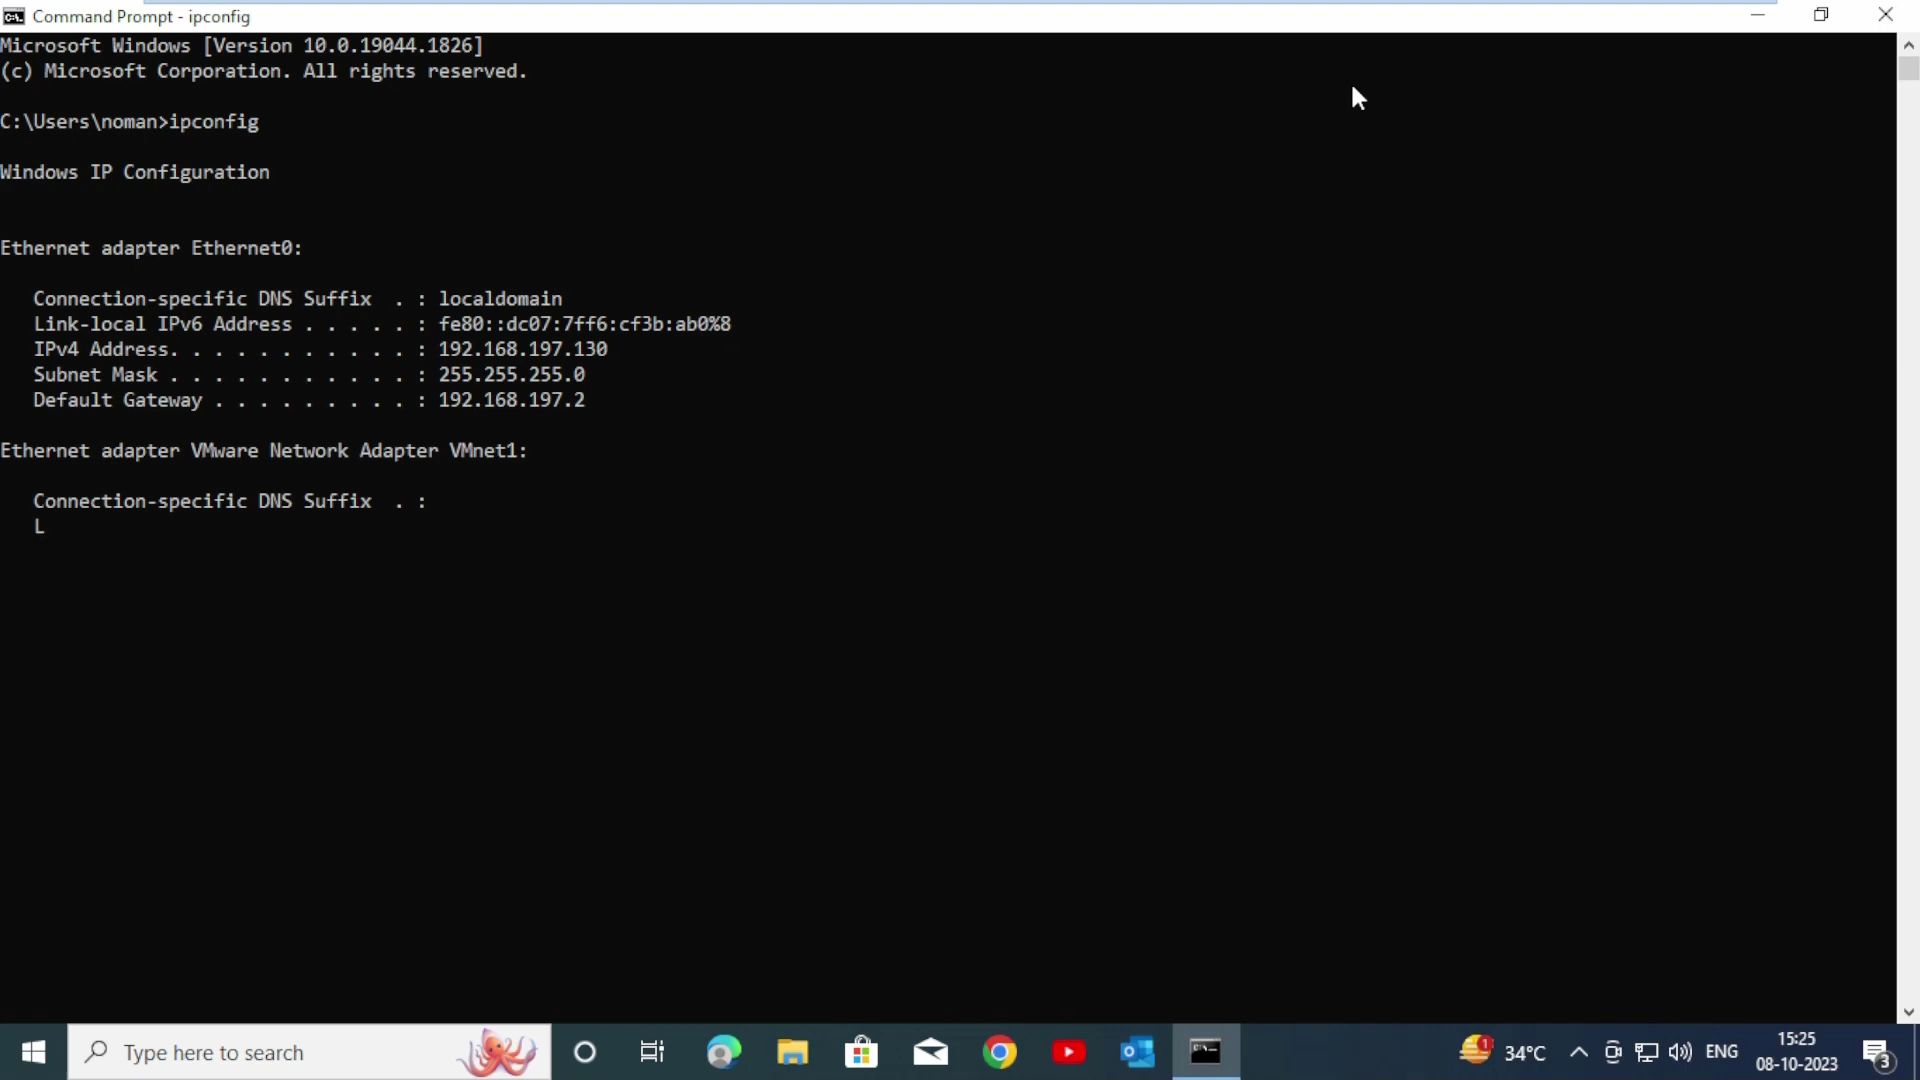 Command Prompt - ipconfig
Microsoft Windows [Version 10.0.19044.1826]
(c) Microsoft Corporation. All rights reserved.
C:\Users\noman>ipconfig
Windows IP Configuration
Ethernet adapter Ethernet0:
Connection-specific DNS Suffix  . : localdomain
Link-local IPv6 Address . . . . . : fe80::dc07:7ff6:cf3b:ab0%8
IPv4 Address. . . . . . . . . . . : 192.168.197.130
Subnet Mask . . . . . . . . . . . : 255.255.255.0
Default Gateway . . . . . . . . . : 192.168.197.2
Ethernet adapter VMware Network Adapter VMnet1:
Connection-specific DNS Suffix  . :
L
Type here to search
1
34°C
ENG
15:25
08-10-2023
3